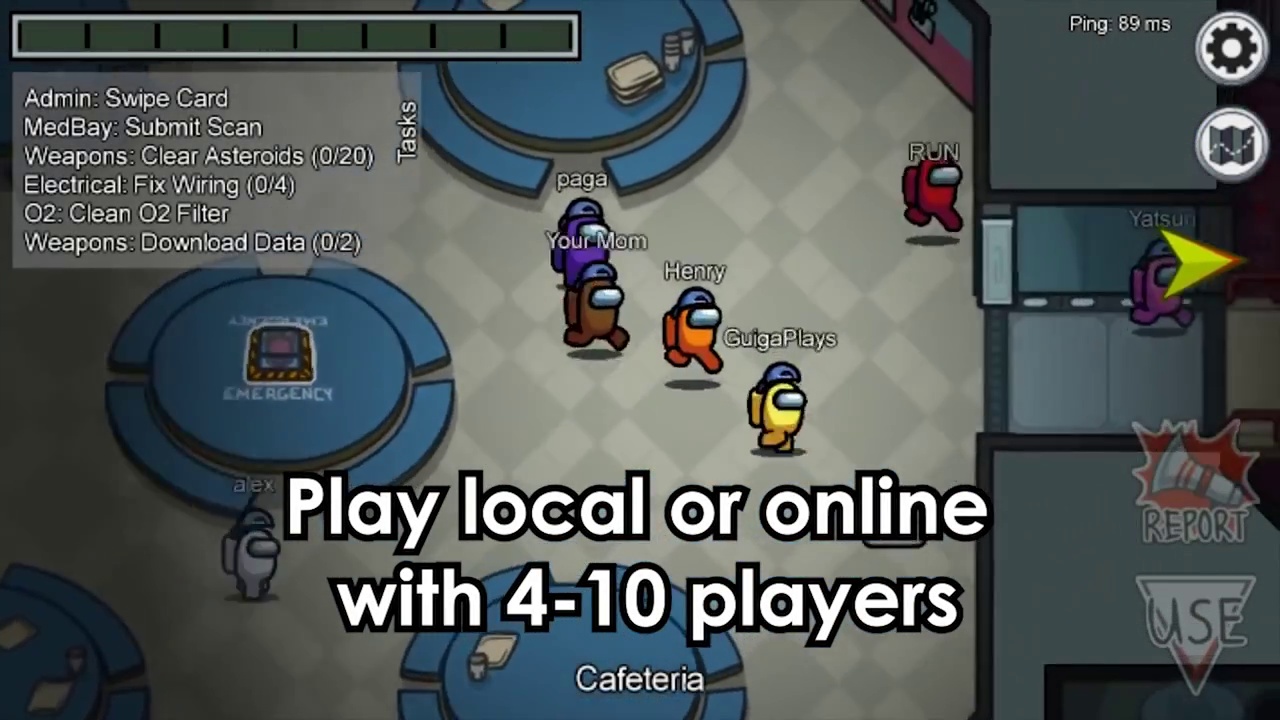 Ping: 89 ms
Admin: Swipe Card
MedBay: Submit Scan
Weapons: Clear Asteroids (0/20)
Electrical: Fix Wiring (0/4)
O2: Clean O2 Filter
Weapons: Download Data (0/2)
Tasks
RUN
paga
Yatsuri
Your Mom
Henry
GuigaPlays
EMERGENCY
EMERGENCY
alex
Play local or online
with 4-10 players
REPORT
USE
Cafeteria